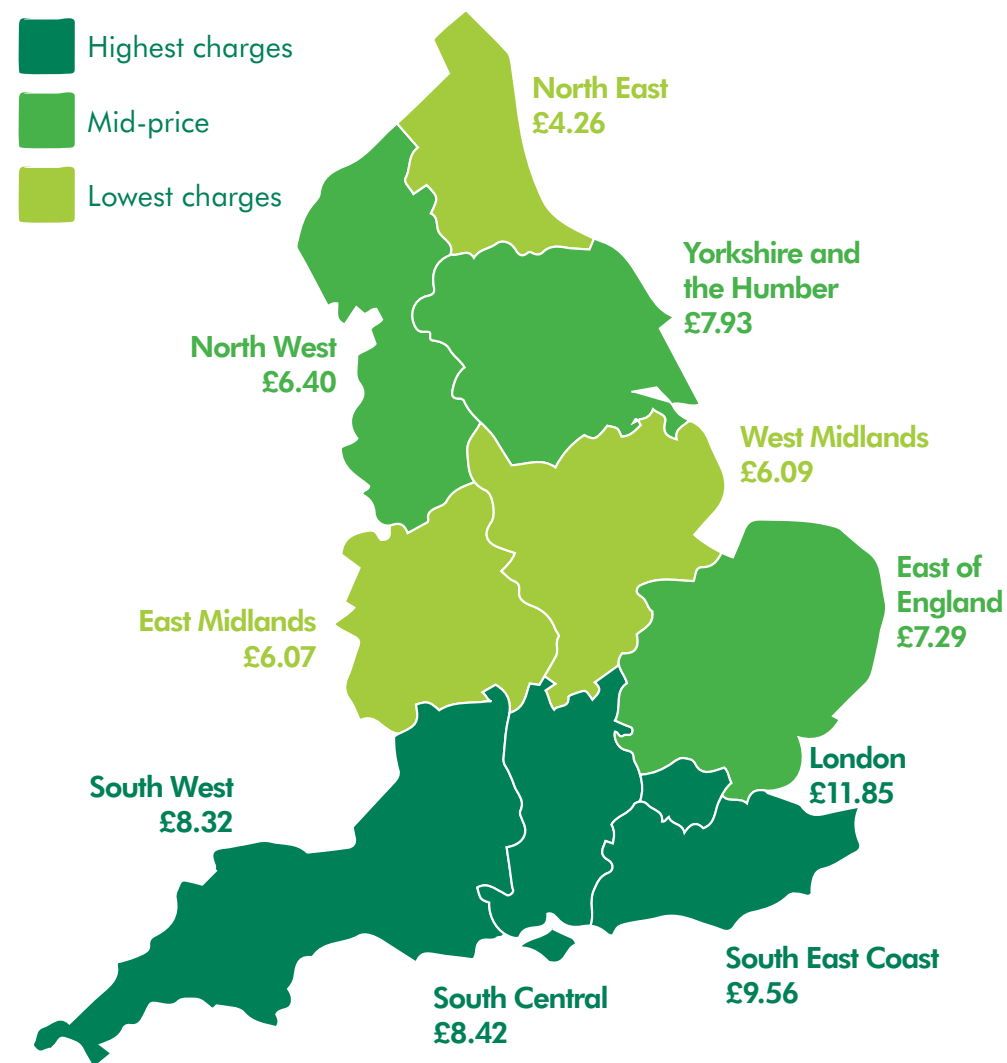 Highest charges
Mid-price
Lowest charges
North East
£4.26
Yorkshire and
the Humber
£7.93
North West
£6.40
West Midlands
£6.09
East of
England
£7.29
East Midlands
£6.07
London
£11.85
South West
£8.32
South East Coast
£9.56
South Central
£8.42